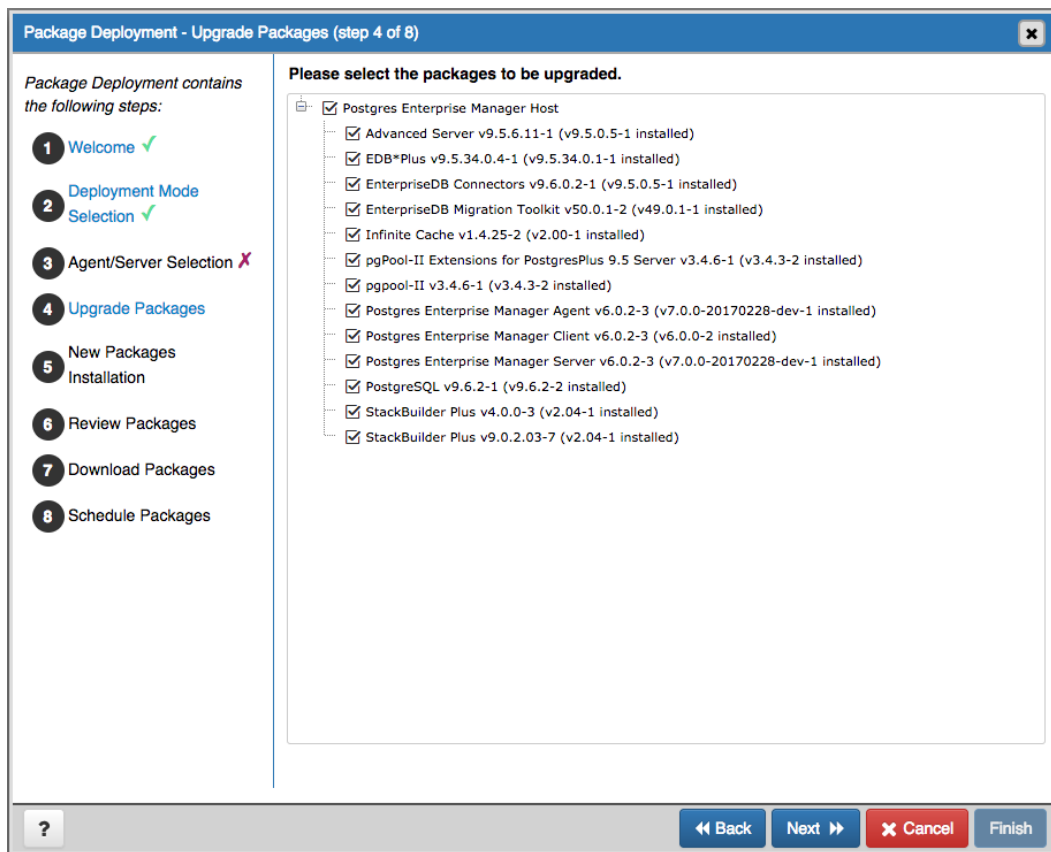 Package Deployment - Upgrade Packages (step 4 of 8)
Package Deployment contains
the following steps:
1 Welcome
2 Deployment Mode
Selection
3 Agent/Server Selection
4 Upgrade Packages
5 New Packages
Installation
6 Review Packages
7 Download Packages
8 Schedule Packages
Please select the packages to be upgraded.
Postgres Enterprise Manager Host
Advanced Server v9.5.6.11-1 (v9.5.0.5-1 installed)
EDB*Plus v9.5.34.0.4-1 (v9.5.34.0.1-1 installed)
EnterpriseDB Connectors v9.6.0.2-1 (v9.5.0.5-1 installed)
EnterpriseDB Migration Toolkit v50.0.1-2 (v49.0.1-1 installed)
Infinite Cache v1.4.25-2 (v2.00-1 installed)
pgPool-II Extensions for PostgresPlus 9.5 Server v3.4.6-1 (v3.4.3-2 installed)
pgpool-II v3.4.6-1 (v3.4.3-2 installed)
Postgres Enterprise Manager Agent v6.0.2-3 (v7.0.0-20170228-dev-1 installed)
Postgres Enterprise Manager Client v6.0.2-3 (v6.0.0-2 installed)
Postgres Enterprise Manager Server v6.0.2-3 (v7.0.0-20170228-dev-1 installed)
PostgreSQL v9.6.2-1 (v9.6.2-2 installed)
StackBuilder Plus v4.0.0-3 (v2.04-1 installed)
StackBuilder Plus v9.0.2.03-7 (v2.04-1 installed)
? Back Next Cancel Finish